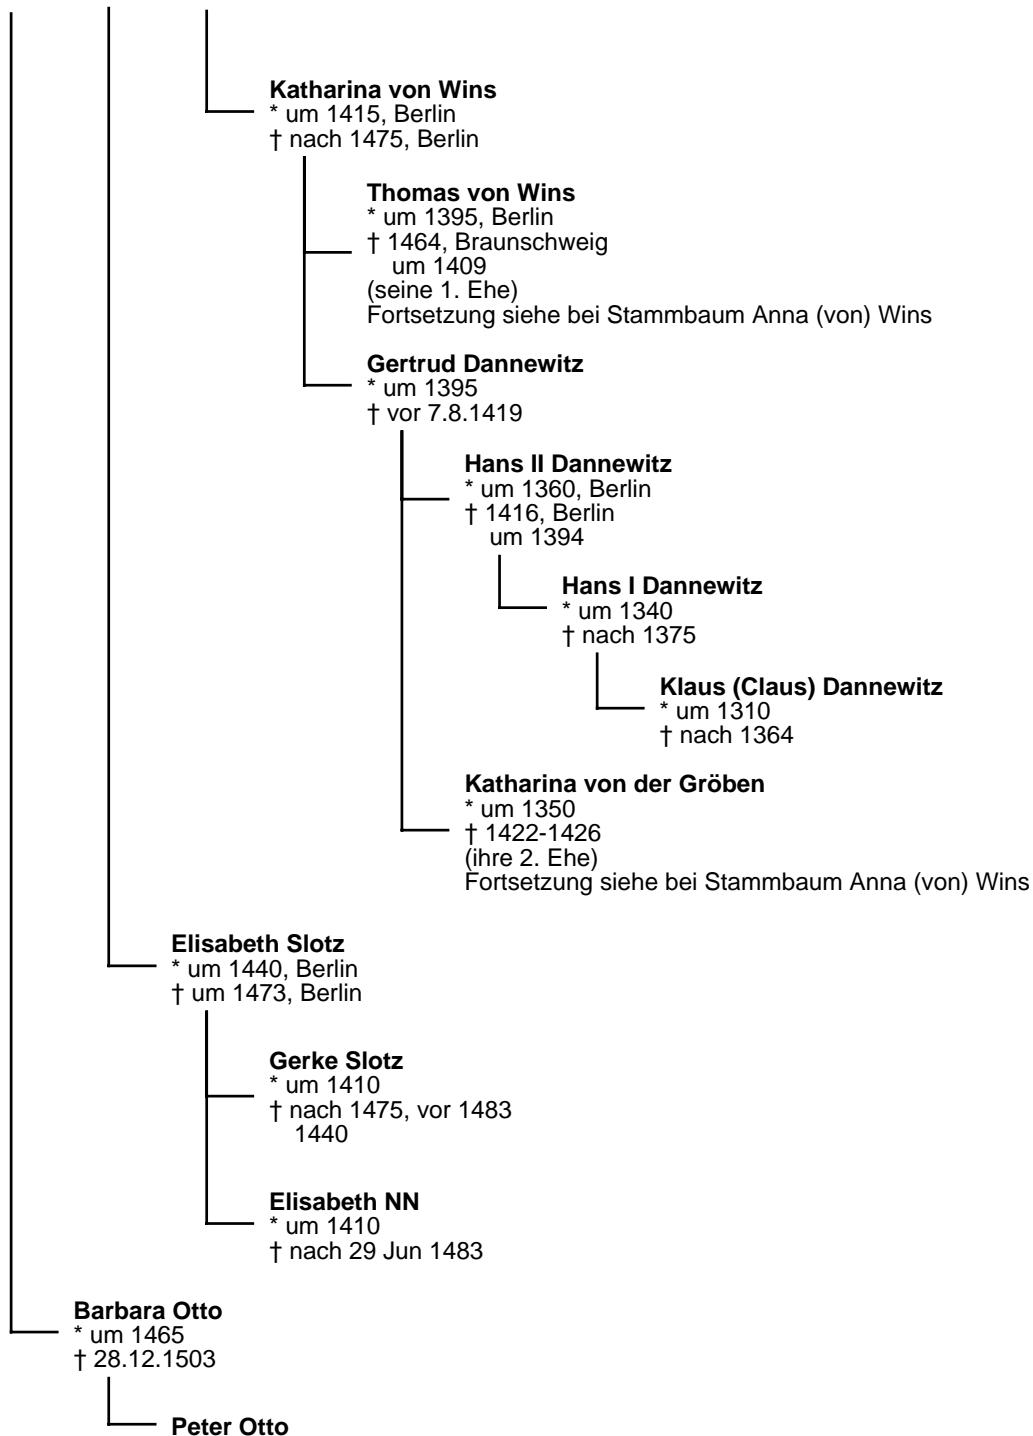 Katharina von Wins
* um 1415, Berlin
† nach 1475, Berlin
Thomas von Wins
* um 1395, Berlin
† 1464, Braunschweig
um 1409
(seine 1. Ehe)
Fortsetzung siehe bei Stammbaum Anna (von) Wins
Gertrud Dannewitz
* um 1395
† vor 7.8.1419
Hans II Dannewitz
* um 1360, Berlin
† 1416, Berlin
um 1394
Hans I Dannewitz
* um 1340
† nach 1375
Klaus (Claus) Dannewitz
* um 1310
† nach 1364
Katharina von der Gröben
* um 1350
† 1422-1426
(ihre 2. Ehe)
Fortsetzung siehe bei Stammbaum Anna (von) Wins
Elisabeth Slotz
* um 1440, Berlin
† um 1473, Berlin
Gerke Slotz
* um 1410
† nach 1475, vor 1483
1440
Elisabeth NN
* um 1410
† nach 29 Jun 1483
Barbara Otto
* um 1465
† 28.12.1503
Peter Otto